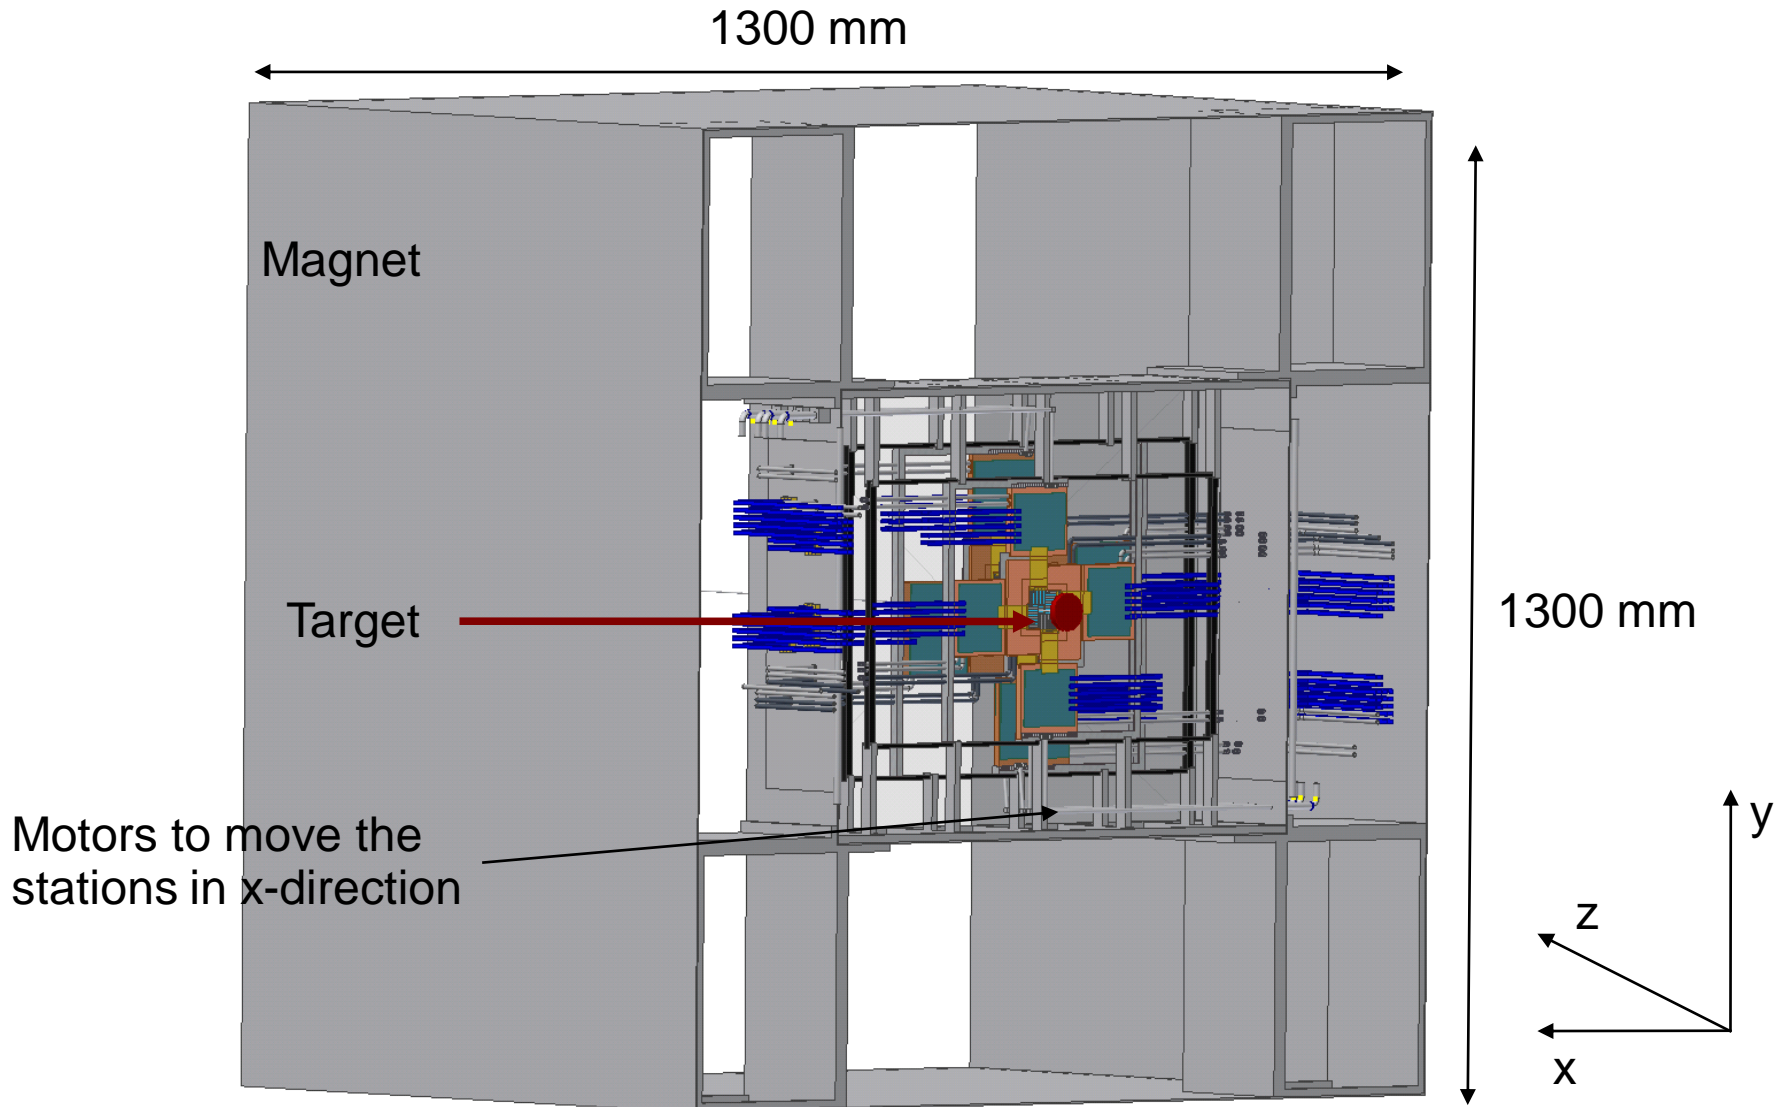 1300 mm
Magnet
Target
1300 mm
Motors to move the
stations in x-direction
y
z
x